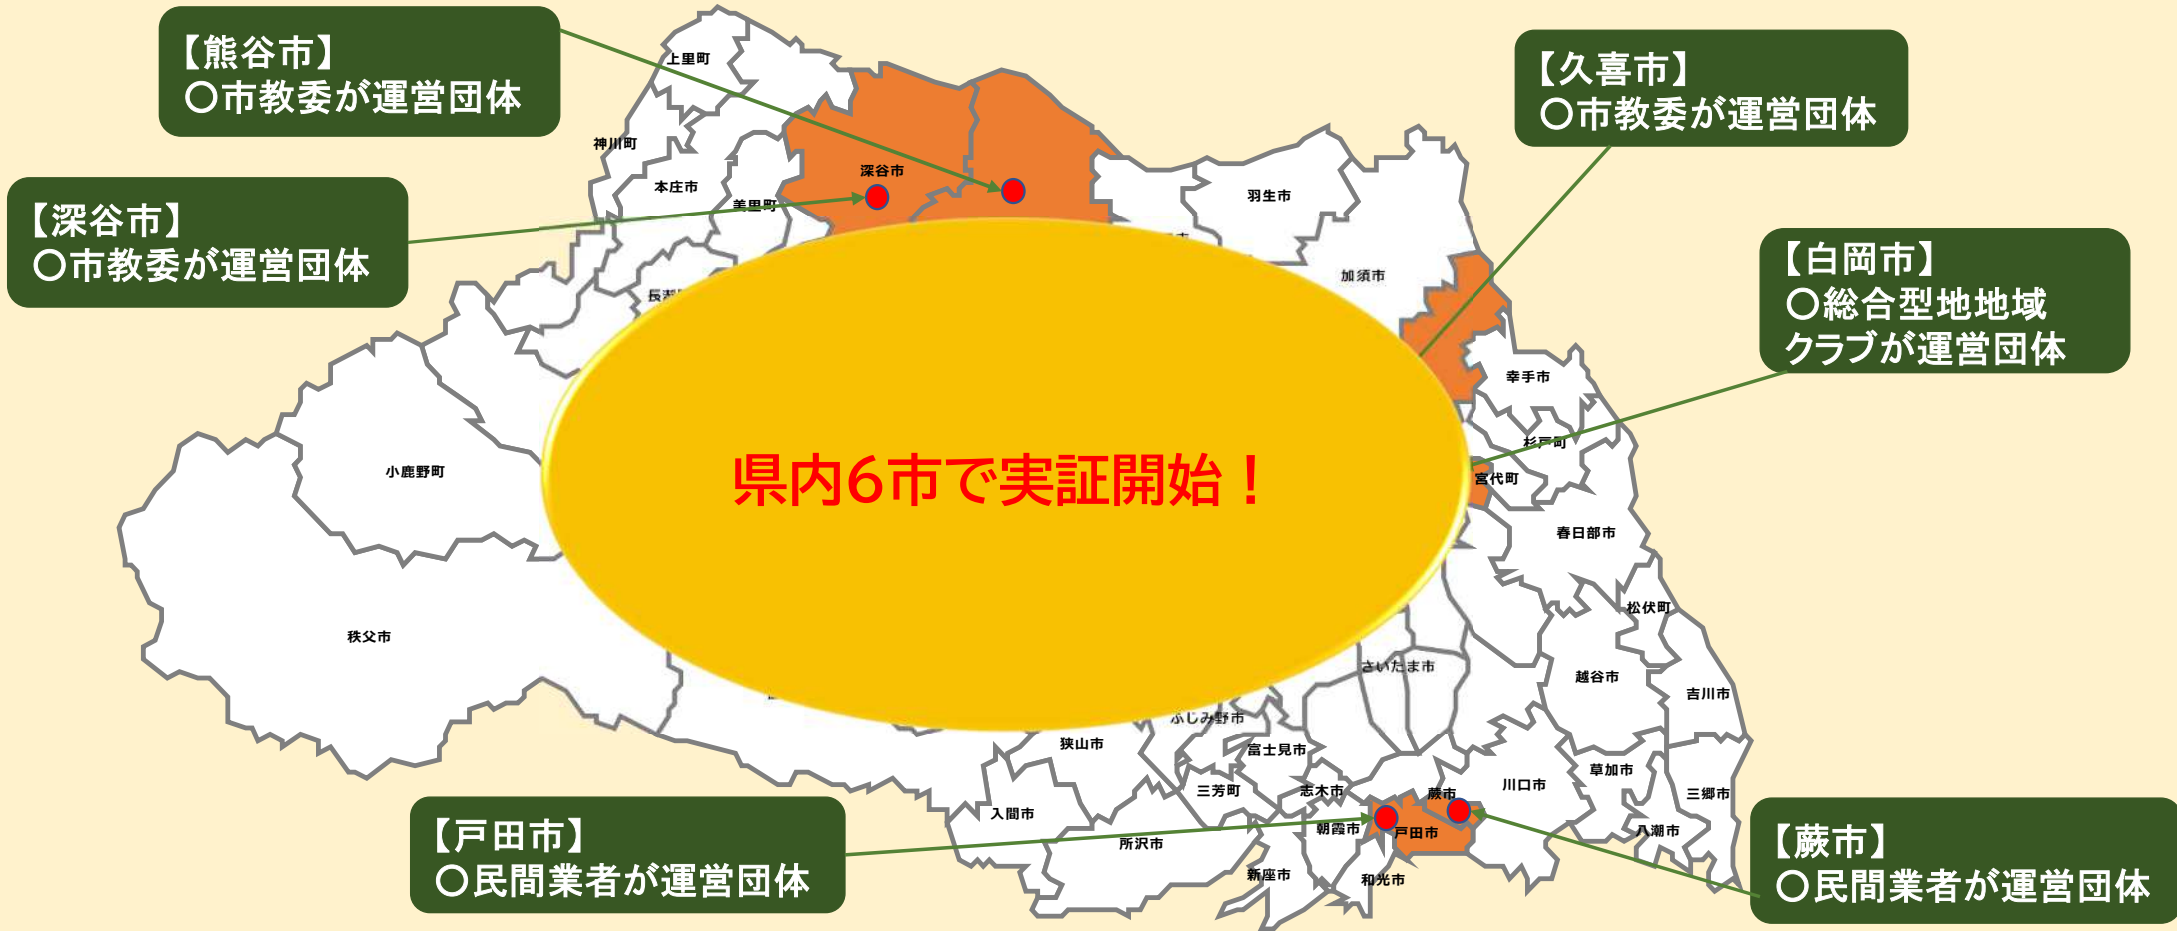 【熊谷市】
〇市教委が運営団体
【久喜市】
〇市教委が運営団体
【深谷市】
〇市教委が運営団体
【白岡市】
〇総合型地地域
クラブが運営団体
【戸田市】
〇民間業者が運営団体
【蕨市】
〇民間業者が運営団体
県内6市で実証開始！
上里町
神川町
本庄市
美里町
深谷市
羽生市
加須市
幸手市
杉戸町
宮代町
春日部市
小鹿野町
秩父市
松伏町
越谷市
吉川市
さいたま市
ふじみ野市
狭山市
富士見市
入間市
三芳町
志木市
蕨市
川口市
草加市
三郷市
所沢市
朝霞市
戸田市
八潮市
新座市
和光市